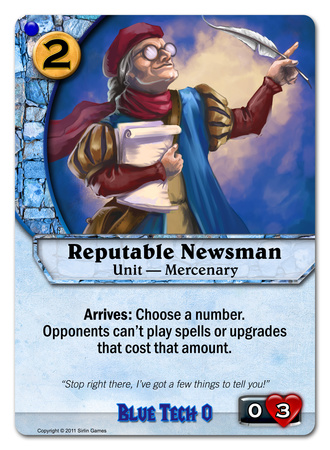 2
Reputable Newsman
Unit — Mercenary
Arrives: Choose a number.
Opponents can't play spells or upgrades
that cost that amount.
“Stop right there, I've got a few things to tell you!”
Blue Tech 0
0 3
Copyright © 2011 Sirlin Games